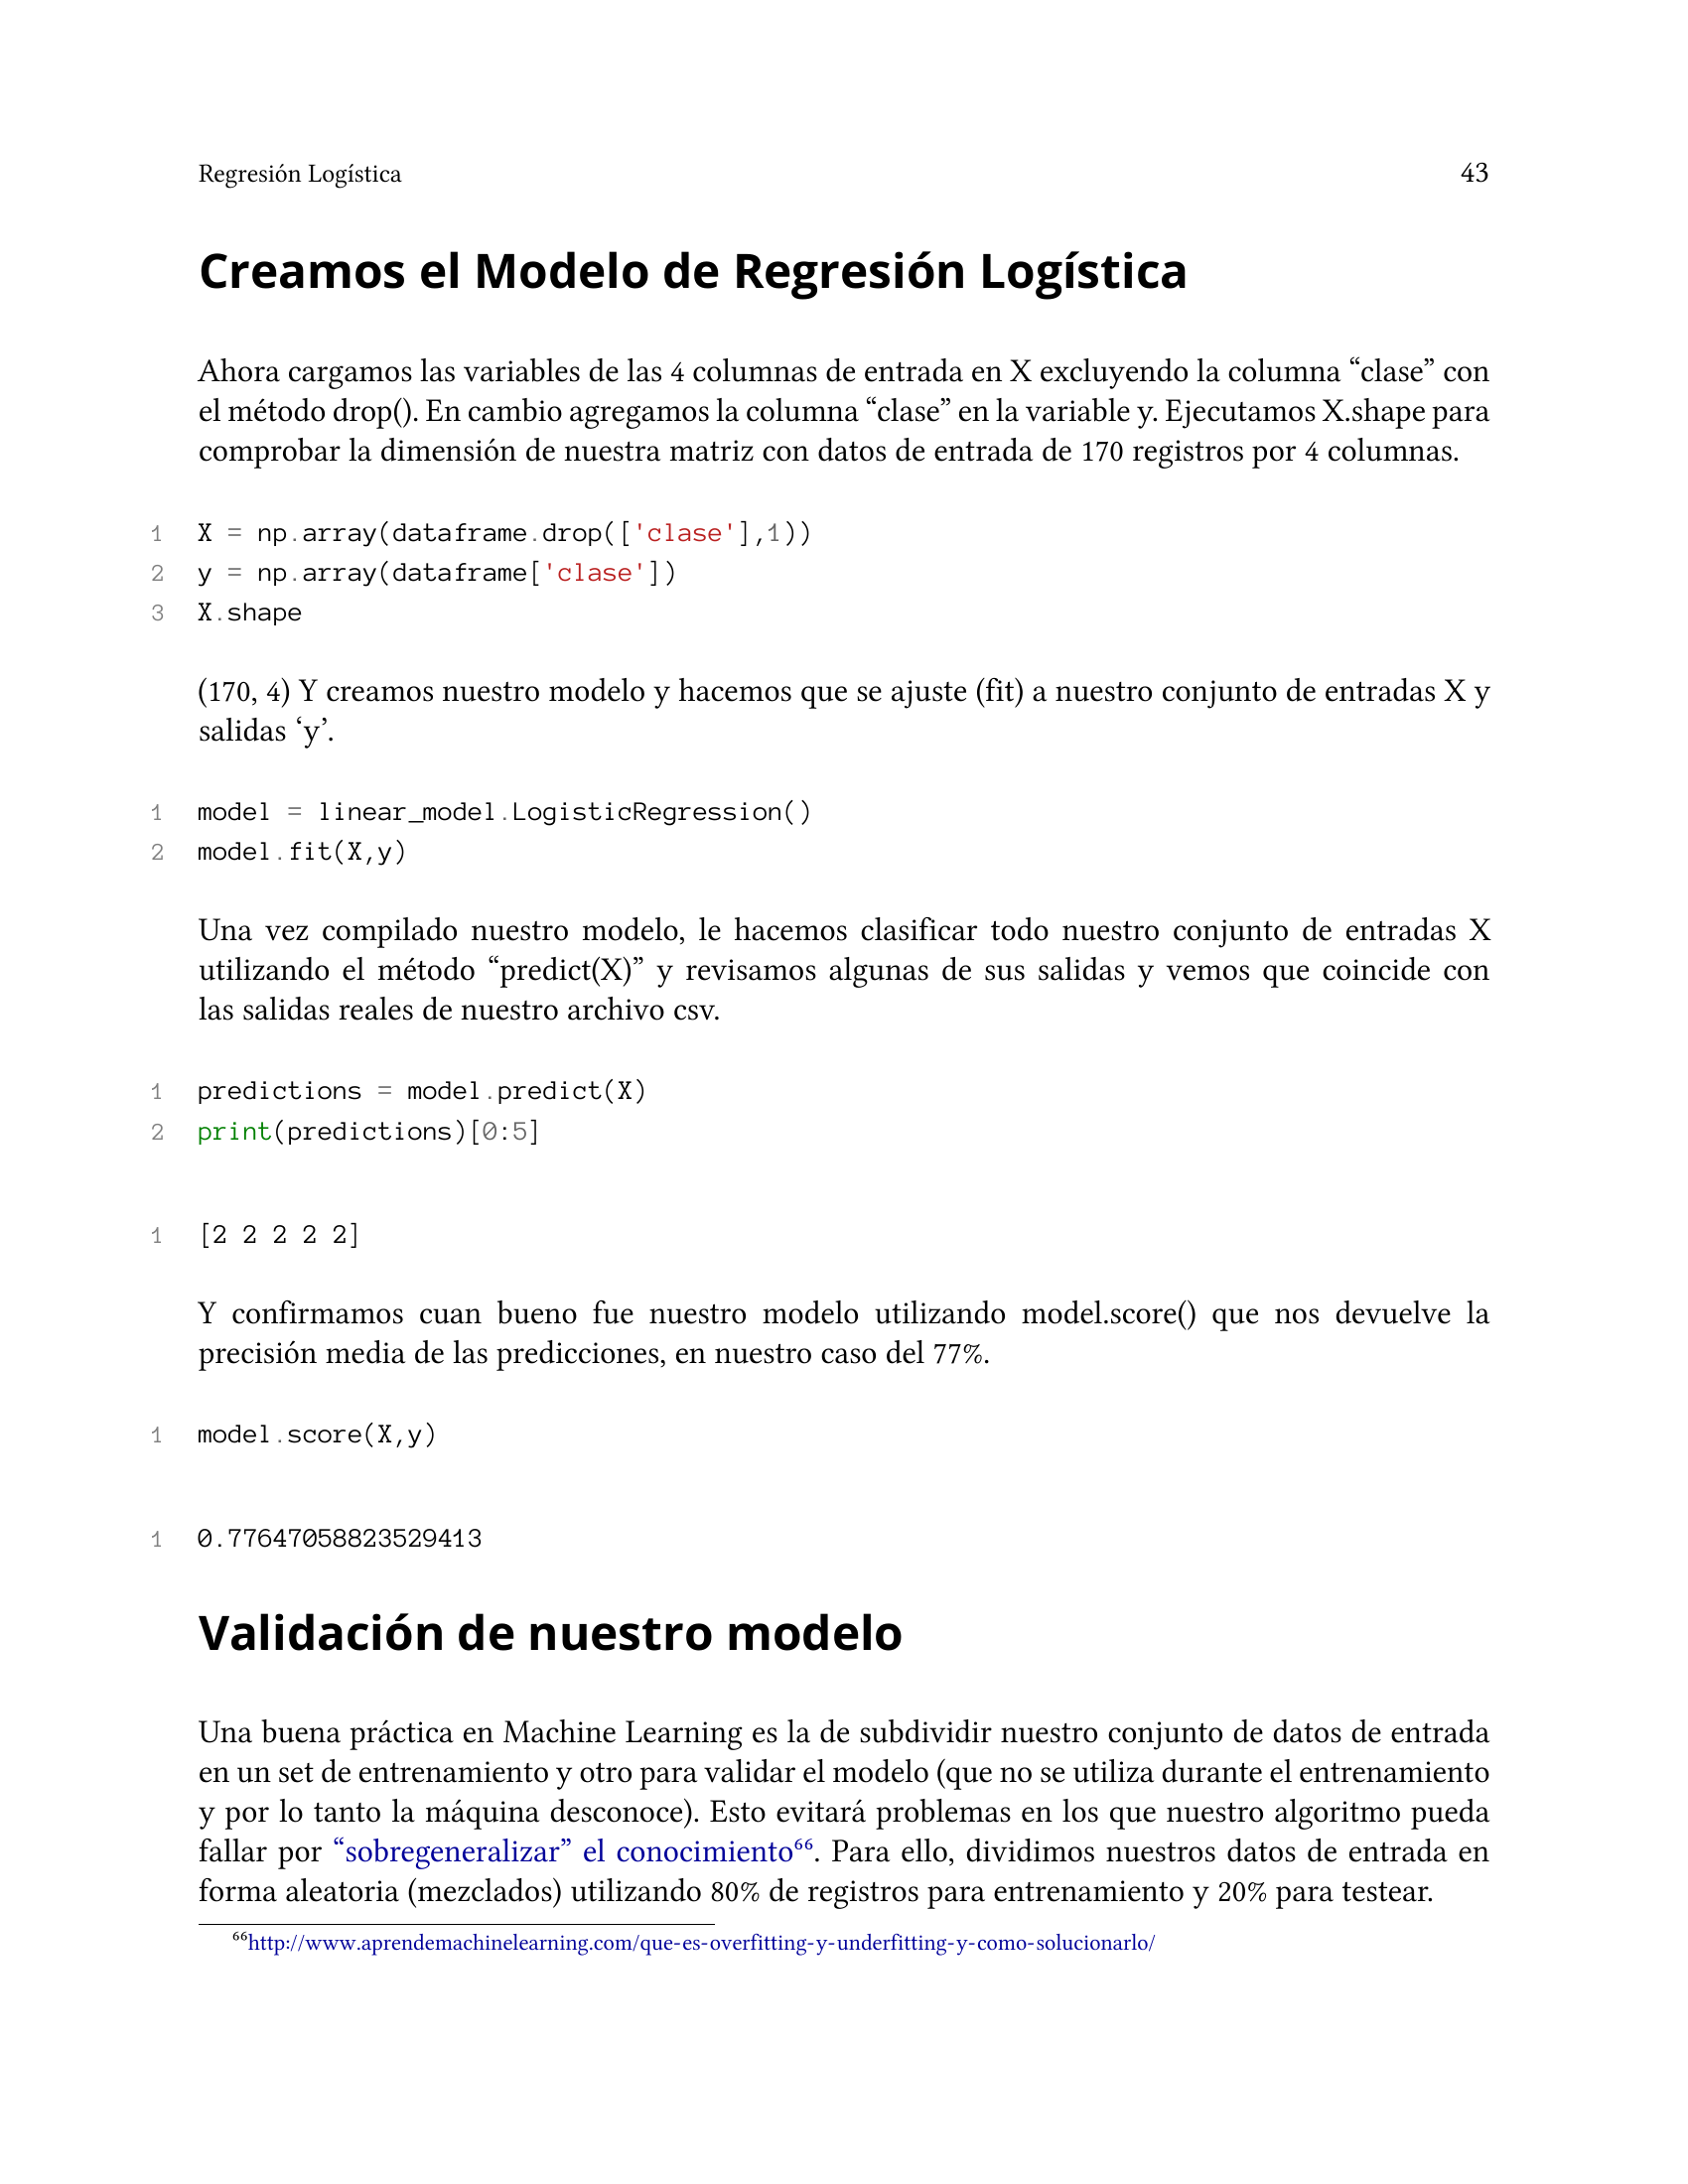 Regresión Logística 43
Creamos el Modelo de Regresión Logística
Ahora cargamos las variables de las 4 columnas de entrada en X excluyendo la columna “clase” con
el método drop(). En cambio agregamos la columna “clase” en la variable y. Ejecutamos X.shape para
comprobar la dimensión de nuestra matriz con datos de entrada de 170 registros por 4 columnas.
1 X = np.array(dataframe.drop(['clase'],1))
2 y = np.array(dataframe['clase'])
3 X.shape
(170, 4) Y creamos nuestro modelo y hacemos que se ajuste (fit) a nuestro conjunto de entradas X y
salidas ‘y’.
1 model = linear_model.LogisticRegression()
2 model.fit(X,y)
Una vez compilado nuestro modelo, le hacemos clasificar todo nuestro conjunto de entradas X
utilizando el método “predict(X)” y revisamos algunas de sus salidas y vemos que coincide con
las salidas reales de nuestro archivo csv.
1 predictions = model.predict(X)
2 print(predictions)[0:5]
1 [2 2 2 2 2]
Y confirmamos cuan bueno fue nuestro modelo utilizando model.score() que nos devuelve la
precisión media de las predicciones, en nuestro caso del 77%.
1 model.score(X,y)
1 0.77647058823529413
Validación de nuestro modelo
Una buena práctica en Machine Learning es la de subdividir nuestro conjunto de datos de entrada
en un set de entrenamiento y otro para validar el modelo (que no se utiliza durante el entrenamiento
y por lo tanto la máquina desconoce). Esto evitará problemas en los que nuestro algoritmo pueda
fallar por “sobregeneralizar” el conocimiento⁶⁶. Para ello, dividimos nuestros datos de entrada en
forma aleatoria (mezclados) utilizando 80% de registros para entrenamiento y 20% para testear.
⁶⁶http://www.aprendemachinelearning.com/que-es-overfitting-y-underfitting-y-como-solucionarlo/